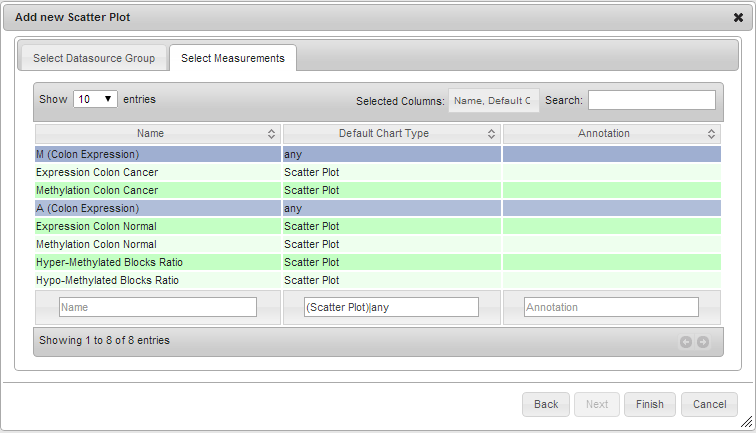 Add new Scatter Plot
Select Datasource Group Select Measurements
Show 10 entries Selected Columns: Name, Default C Search:
Name Default Chart Type Annotation
M (Colon Expression) any
Expression Colon Cancer Scatter Plot
Methylation Colon Cancer Scatter Plot
A (Colon Expression) any
Expression Colon Normal Scatter Plot
Methylation Colon Normal Scatter Plot
Hyper-Methylated Blocks Ratio Scatter Plot
Hypo-Methylated Blocks Ratio Scatter Plot
Name (Scatter Plot)|any Annotation
Showing 1 to 8 of 8 entries
Back Next Finish Cancel